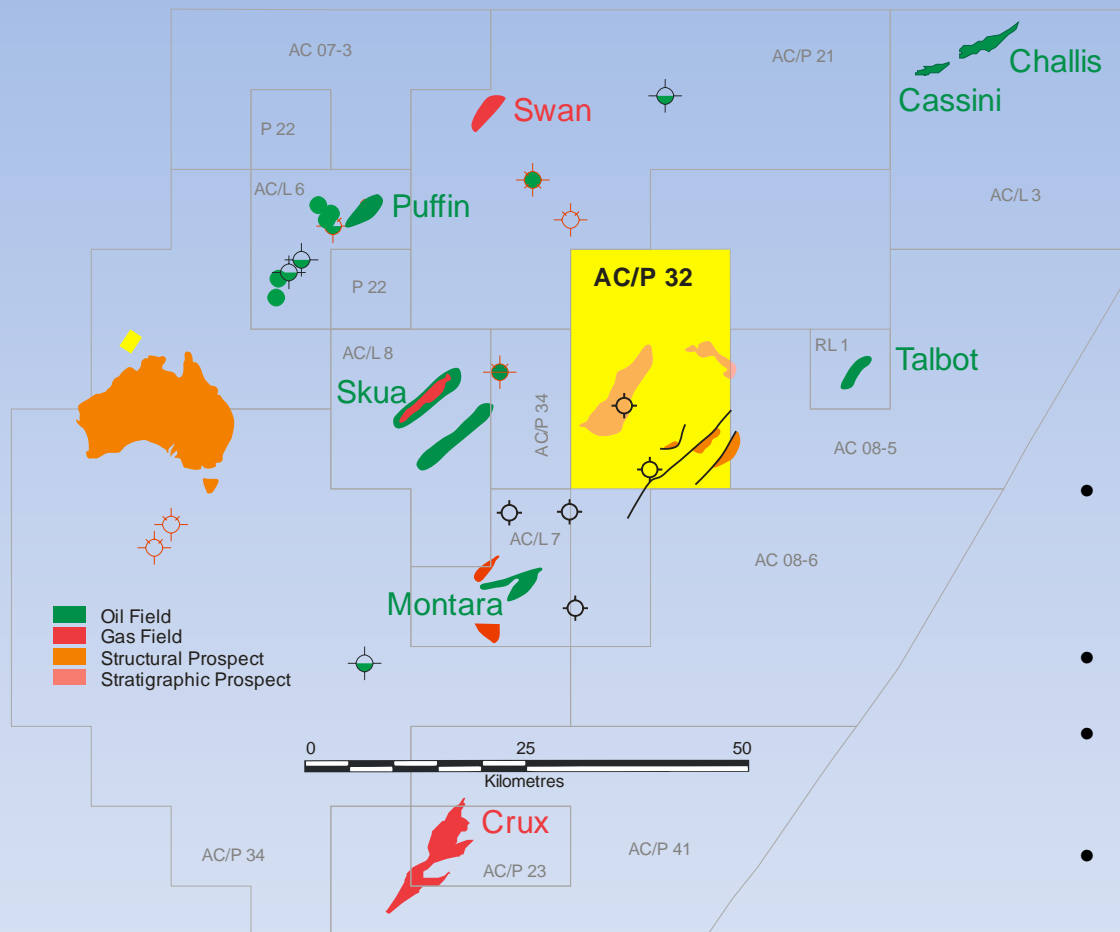 AC 07-3
AC/P 21
Challis
Cassini
Swan
P 22
AC/L 6
Puffin
AC/L 3
P 22
AC/P 32
AC/L 8
Skua
AC/P 34
RL 1
Talbot
AC 08-5
AC/L 7
AC 08-6
Montara
Oil Field
Gas Field
Structural Prospect
Stratigraphic Prospect
0 25 50
Kilometres
Crux
AC/P 34
AC/P 23
AC/P 41